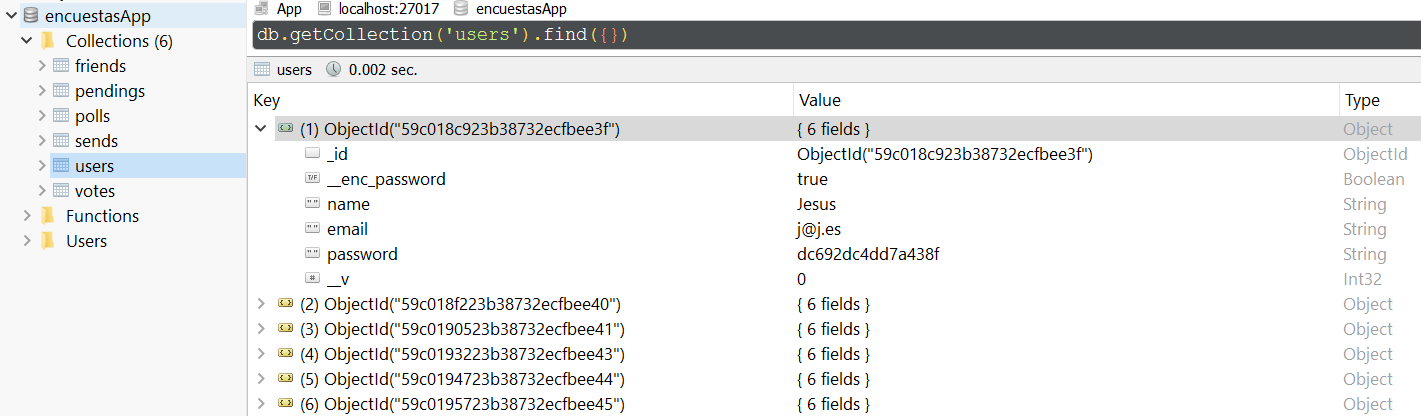 encuestasApp
Collections (6)
friends
pendings
polls
sends
users
votes
Functions
Users
App localhost:27017 encuestasApp
db.getCollection('users').find({})
users 0.002 sec.
Key Value Type
(1) ObjectId("59c018c923b38732ecfbee3f") { 6 fields } Object
_id ObjectId("59c018c923b38732ecfbee3f") ObjectId
T/F __enc_password true Boolean
" " name Jesus String
" " email j@j.es String
" " password dc692dc4dd7a438f String
# __v 0 Int32
(2) ObjectId("59c018f223b38732ecfbee40") { 6 fields } Object
(3) ObjectId("59c0190523b38732ecfbee41") { 6 fields } Object
(4) ObjectId("59c0193223b38732ecfbee43") { 6 fields } Object
(5) ObjectId("59c0194723b38732ecfbee44") { 6 fields } Object
(6) ObjectId("59c0195723b38732ecfbee45") { 6 fields } Object